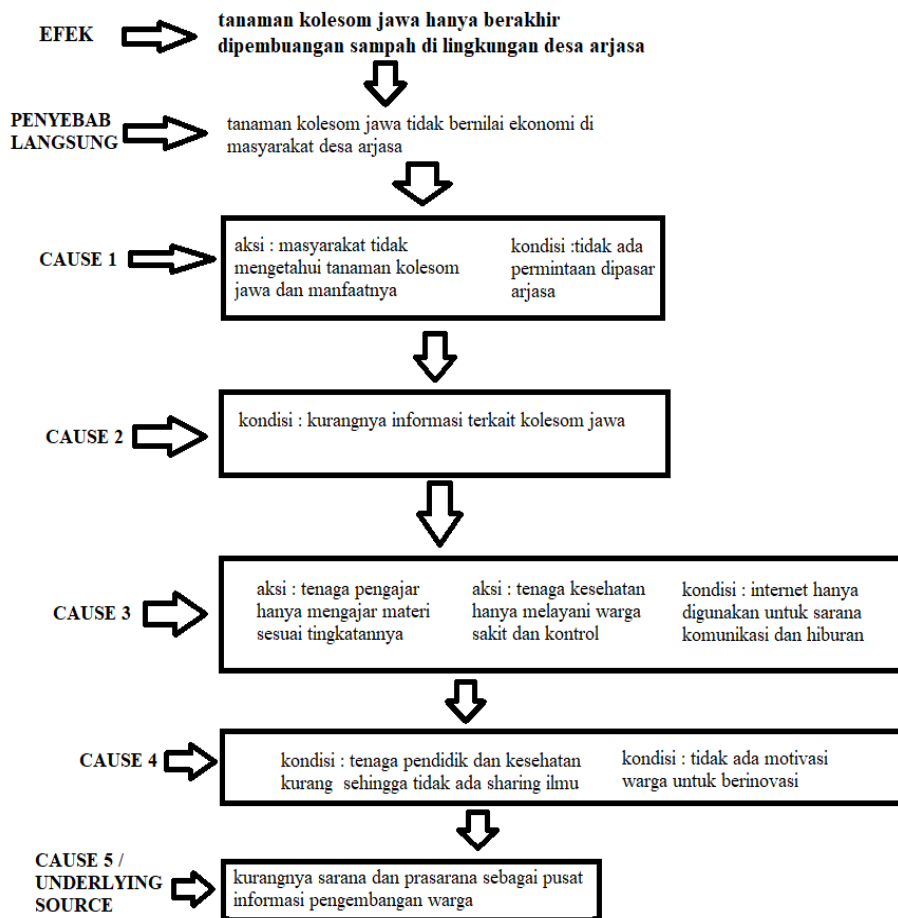 EFEK
tanaman kolesom jawa hanya berakhir
dipembuangan sampah di lingkungan desa arjasa
PENYEBAB
LANGSUNG
tanaman kolesom jawa tidak bernilai ekonomi di
masyarakat desa arjasa
CAUSE 1
aksi : masyarakat tidak
mengetahui tanaman kolesom
jawa dan manfaatnya
kondisi :tidak ada
permintaan dipasar
arjasa
CAUSE 2
kondisi : kurangnya informasi terkait kolesom jawa
CAUSE 3
aksi : tenaga pengajar
hanya mengajar materi
sesuai tingkatannya
aksi : tenaga kesehatan
hanya melayani warga
sakit dan kontrol
kondisi : internet hanya
digunakan untuk sarana
komunikasi dan hiburan
CAUSE 4
kondisi : tenaga pendidik dan kesehatan
kurang sehingga tidak ada sharing ilmu
kondisi : tidak ada motivasi
warga untuk berinovasi
CAUSE 5 /
UNDERLYING
SOURCE
kurangnya sarana dan prasarana sebagai pusat
informasi pengembangan warga